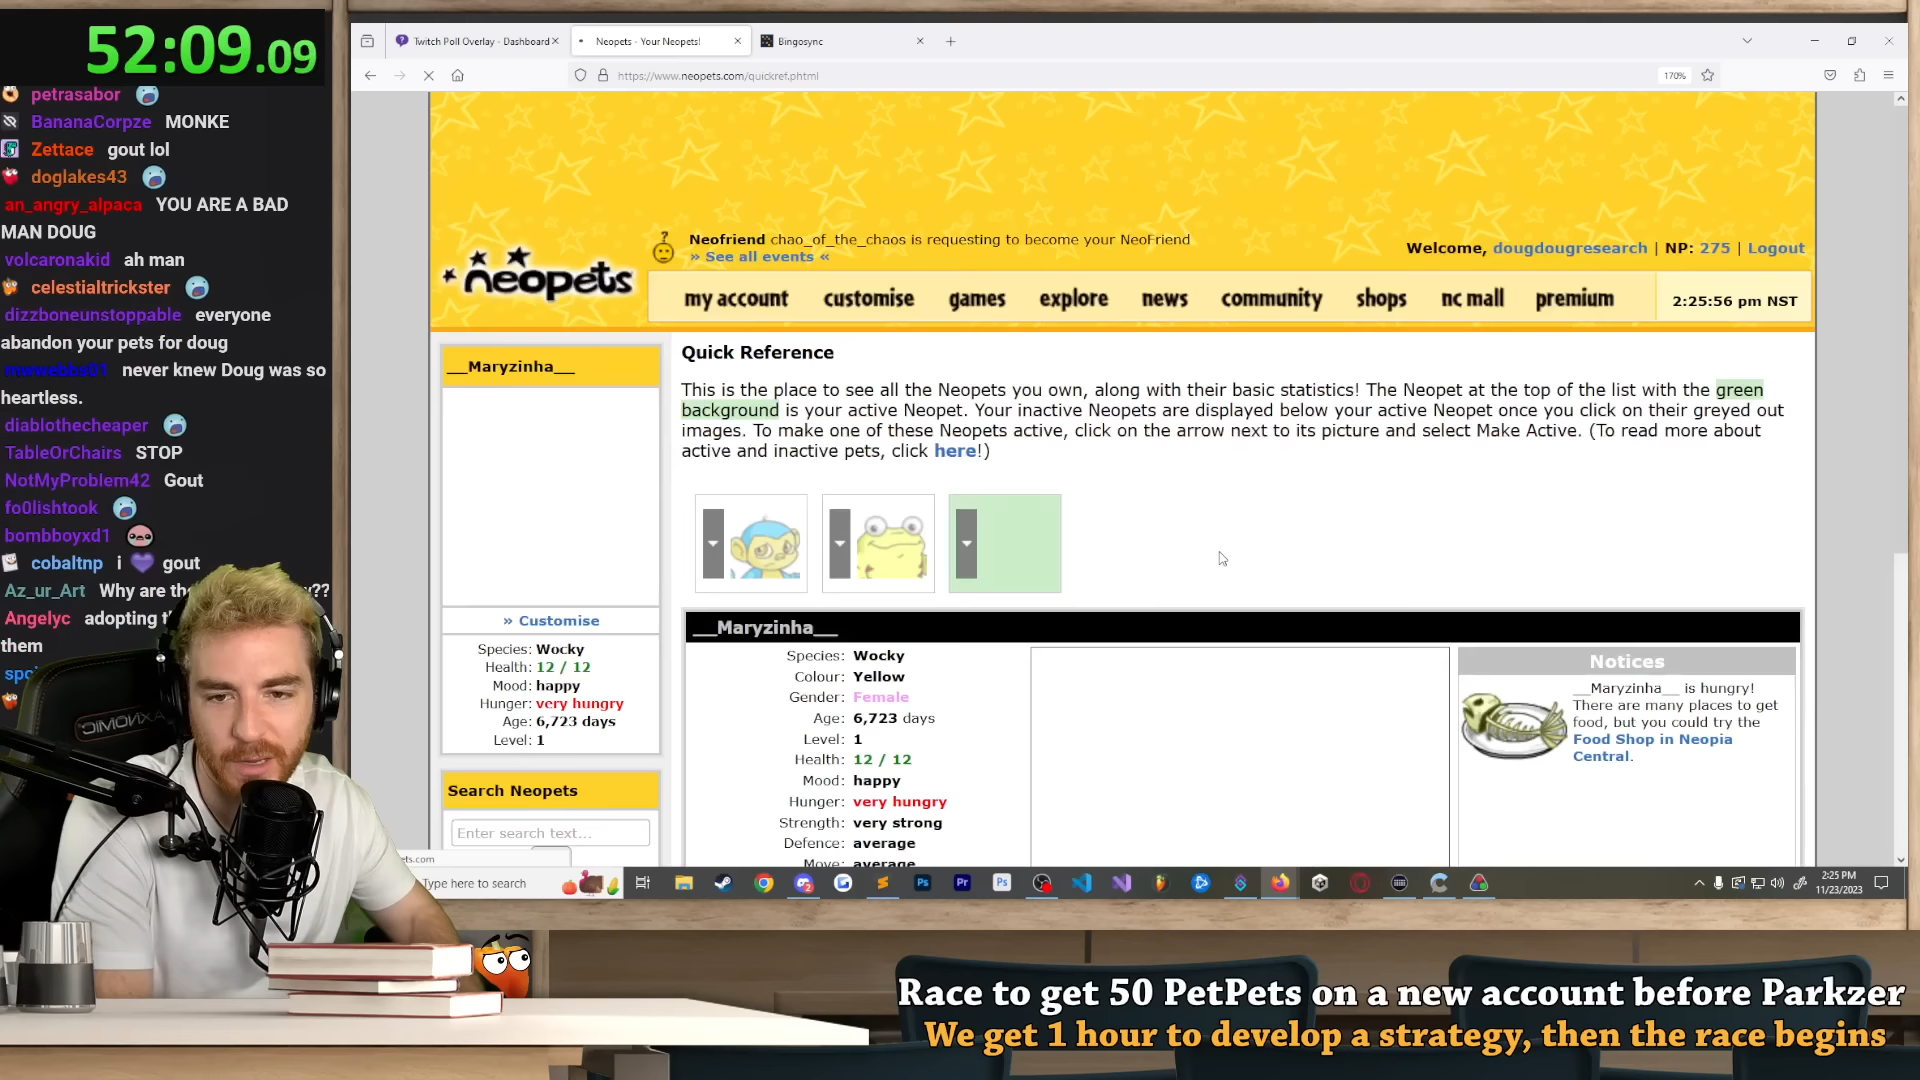 52:09.09
petrasabor
BananaCorpze MONKE
Zettace gout lol
doglakes43
an_angry_alpaca YOU ARE A BAD
MAN DOUG
volcaronakid ah man
celestialtrickster
dizzboneunstoppable everyone
abandon your pets for doug
mwwebbs01 never knew Doug was so
heartless.
diablothecheaper
TableOrChairs STOP
NotMyProblem42 Gout
fo0lishtook
bombboyxd1
cobaltnp i gout
Az_ur_Art Why are th
Angelyc adopting t
them
Twitch Poll Overlay - Dashboard
Neopets - Your Neopets!
Bingosync
https://www.neopets.com/quickref.phtml
170%
Neofriend chao_of_the_chaos is requesting to become your NeoFriend
» See all events «
Welcome, dougdougresearch | NP: 275 | Logout
neopets
my account customise games explore news community shops nc mall premium
2:25:56 pm NST
__Maryzinha__
» Customise
Species: Wocky
Health: 12 / 12
Mood: happy
Hunger: very hungry
Age: 6,723 days
Level: 1
Search Neopets
Enter search text...
Quick Reference
This is the place to see all the Neopets you own, along with their basic statistics! The Neopet at the top of the list with the green
background is your active Neopet. Your inactive Neopets are displayed below your active Neopet once you click on their greyed out
images. To make one of these Neopets active, click on the arrow next to its picture and select Make Active. (To read more about
active and inactive pets, click here!)
__Maryzinha__
Species: Wocky
Colour: Yellow
Gender: Female
Age: 6,723 days
Level: 1
Health: 12 / 12
Mood: happy
Hunger: very hungry
Strength: very strong
Defence: average
Move: average
Notices
__Maryzinha__ is hungry!
There are many places to get
food, but you could try the
Food Shop in Neopia
Central.
ets.com
Type here to search
Ps
Pr
Ps
2:25 PM
11/23/2023
Race to get 50 PetPets on a new account before Parkzer
We get 1 hour to develop a strategy, then the race begins